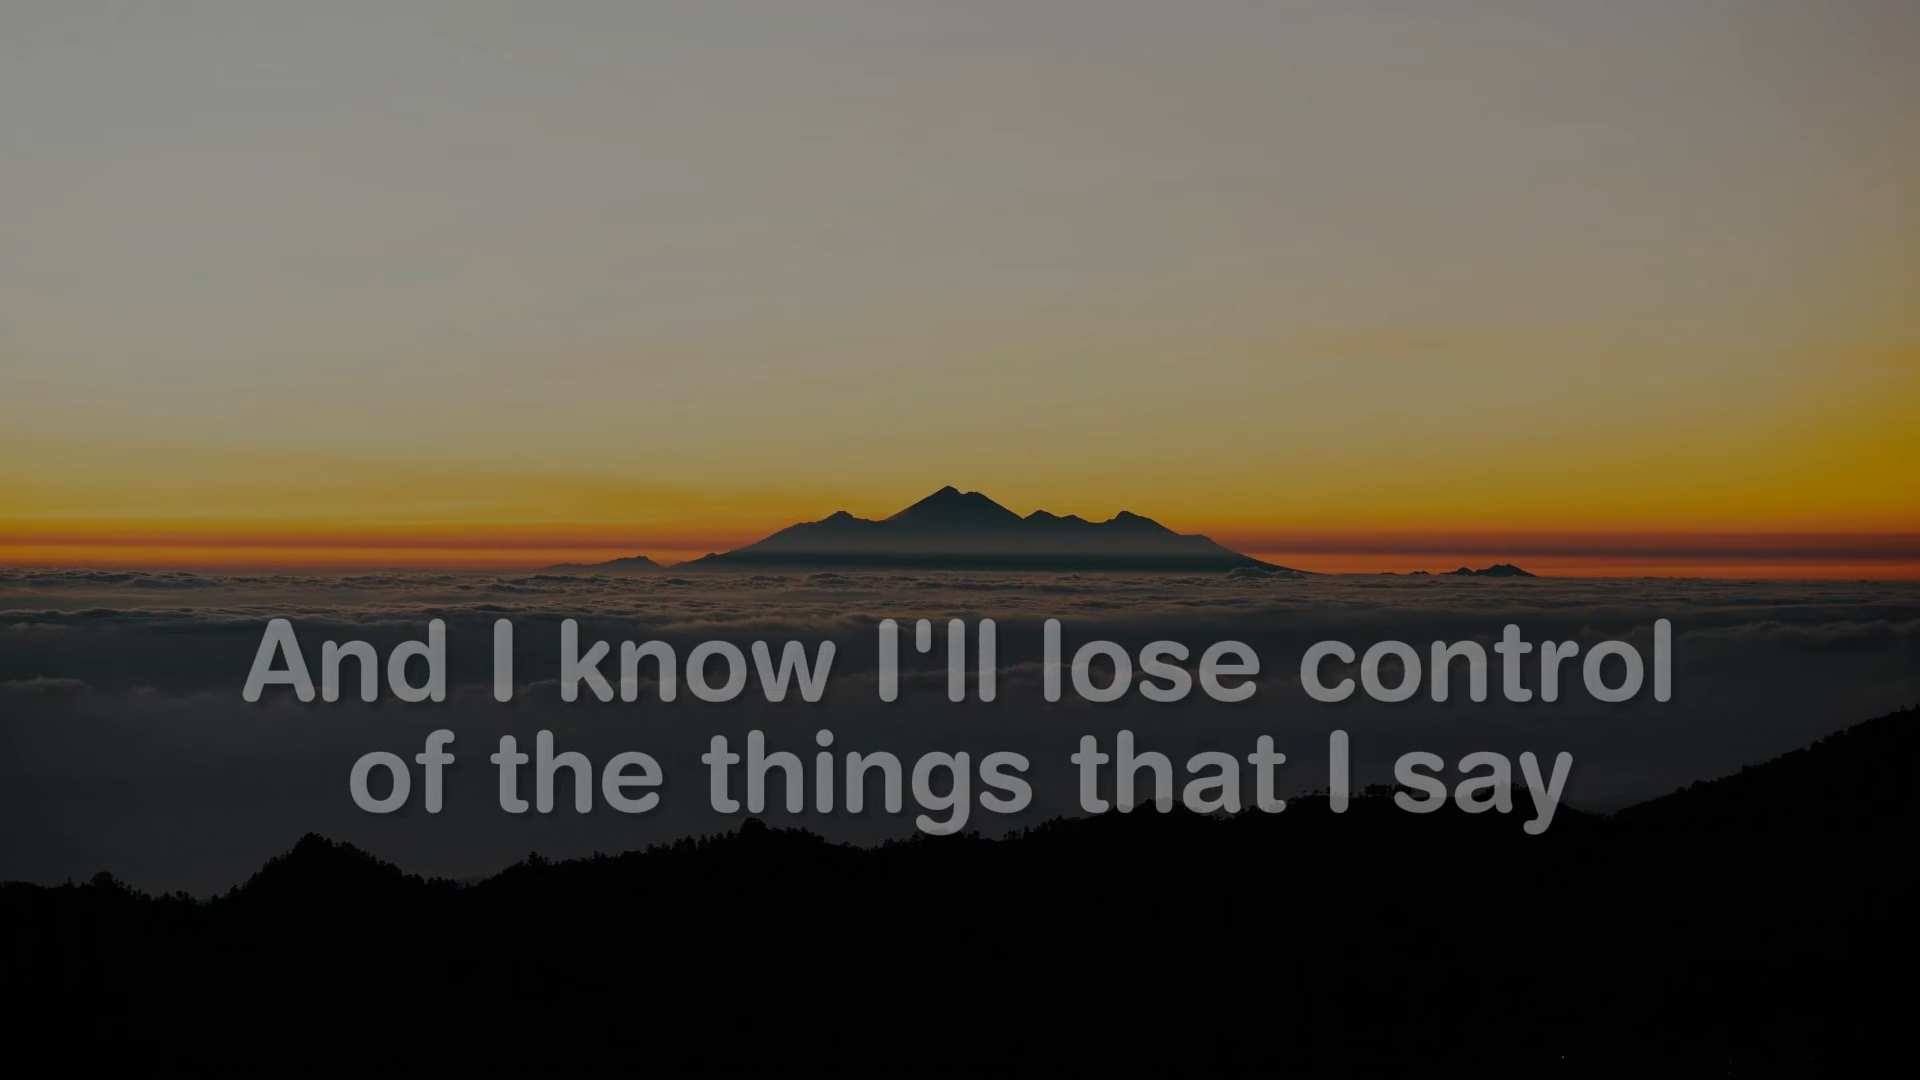 And I know I'll lose control
of the things that I say